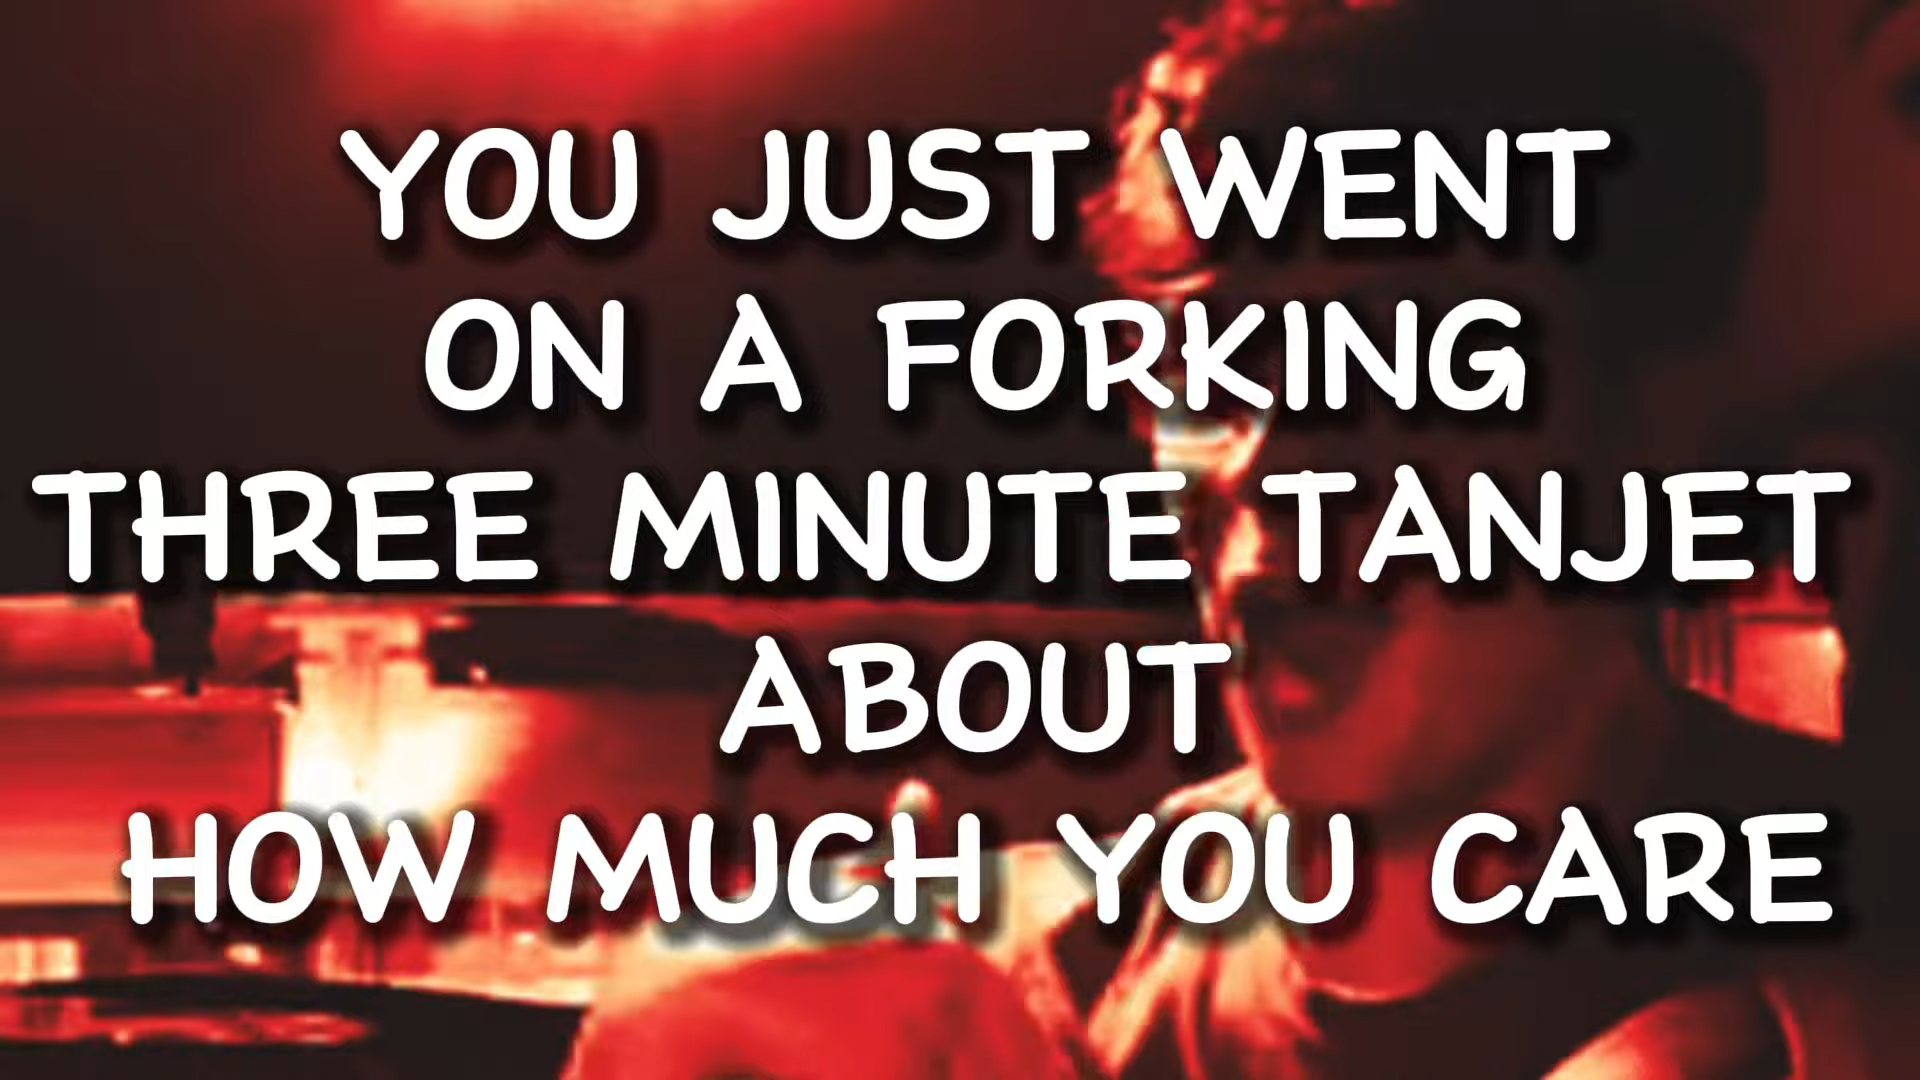 YOU JUST WENT
ON A FORKING
THREE MINUTE TANJET
ABOUT
HOW MUCH YOU CARE